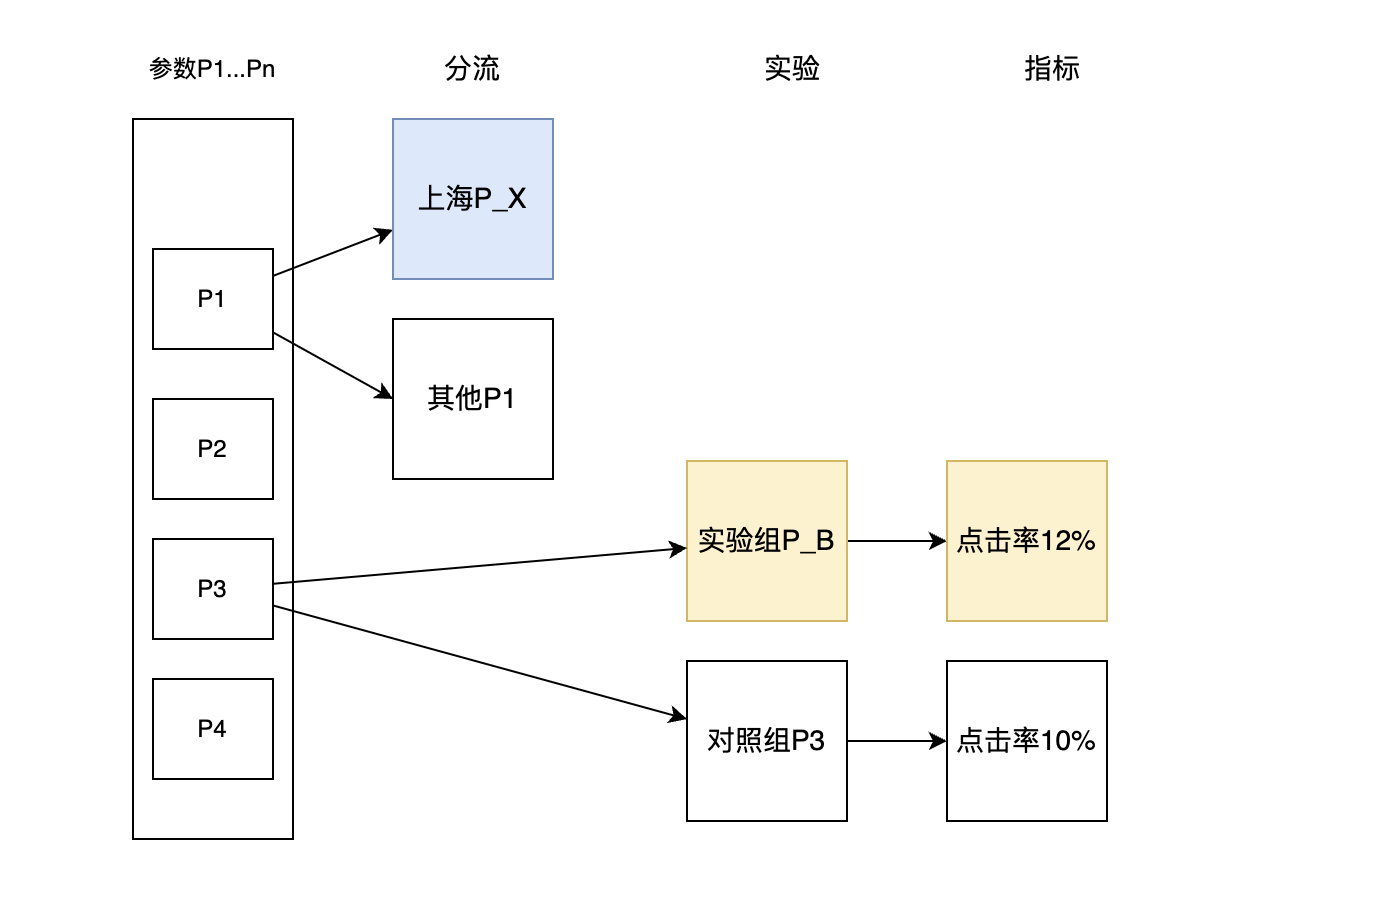 参数P1...Pn
分流
实验
指标
上海P_X
P1
其他P1
P2
实验组P_B
点击率12%
P3
对照组P3
点击率10%
P4